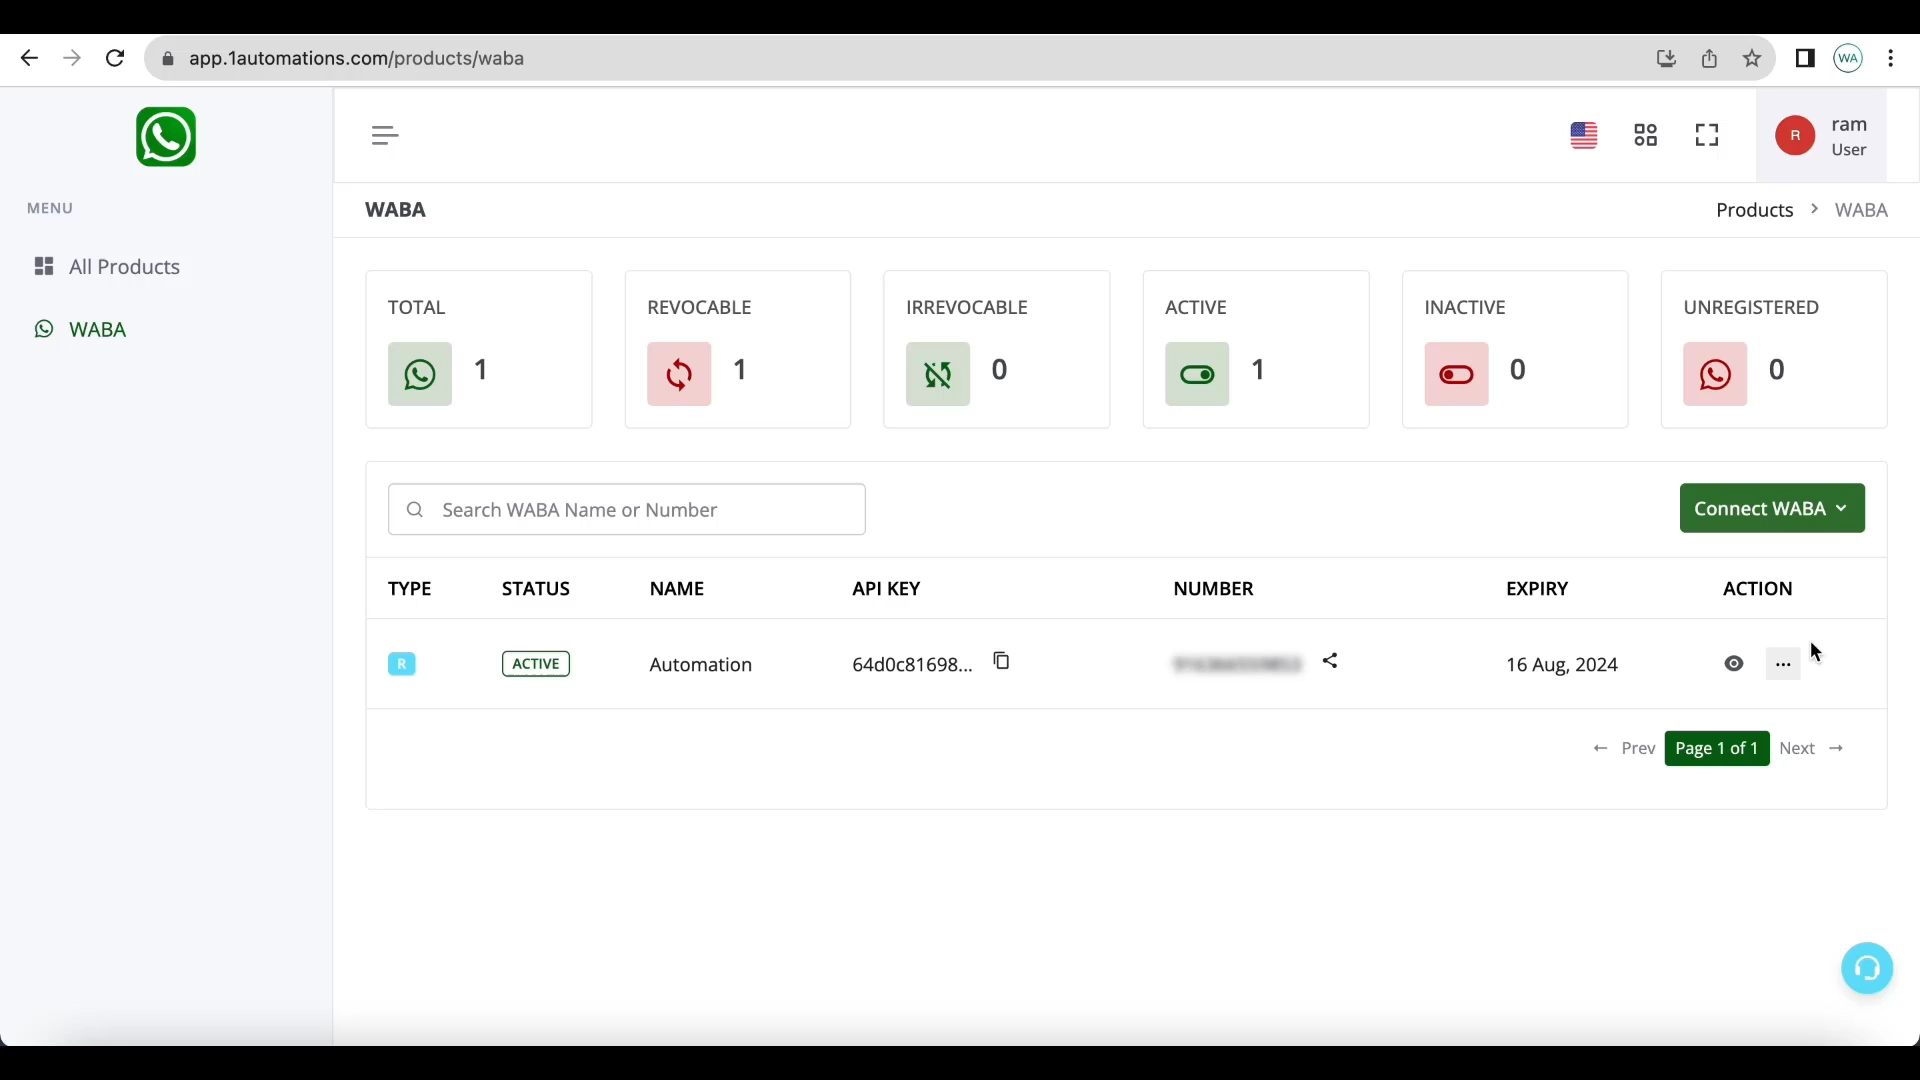 app.1automations.com/products/waba
WA
ram
User
R
MENU
All Products
WABA
WABA
Products > WABA
TOTAL
1
REVOCABLE
1
IRREVOCABLE
0
ACTIVE
1
INACTIVE
0
UNREGISTERED
0
Search WABA Name or Number
Connect WABA
TYPE STATUS NAME API KEY NUMBER EXPIRY ACTION
R ACTIVE Automation 64d0c81698... 16 Aug, 2024
← Prev Page 1 of 1 Next →